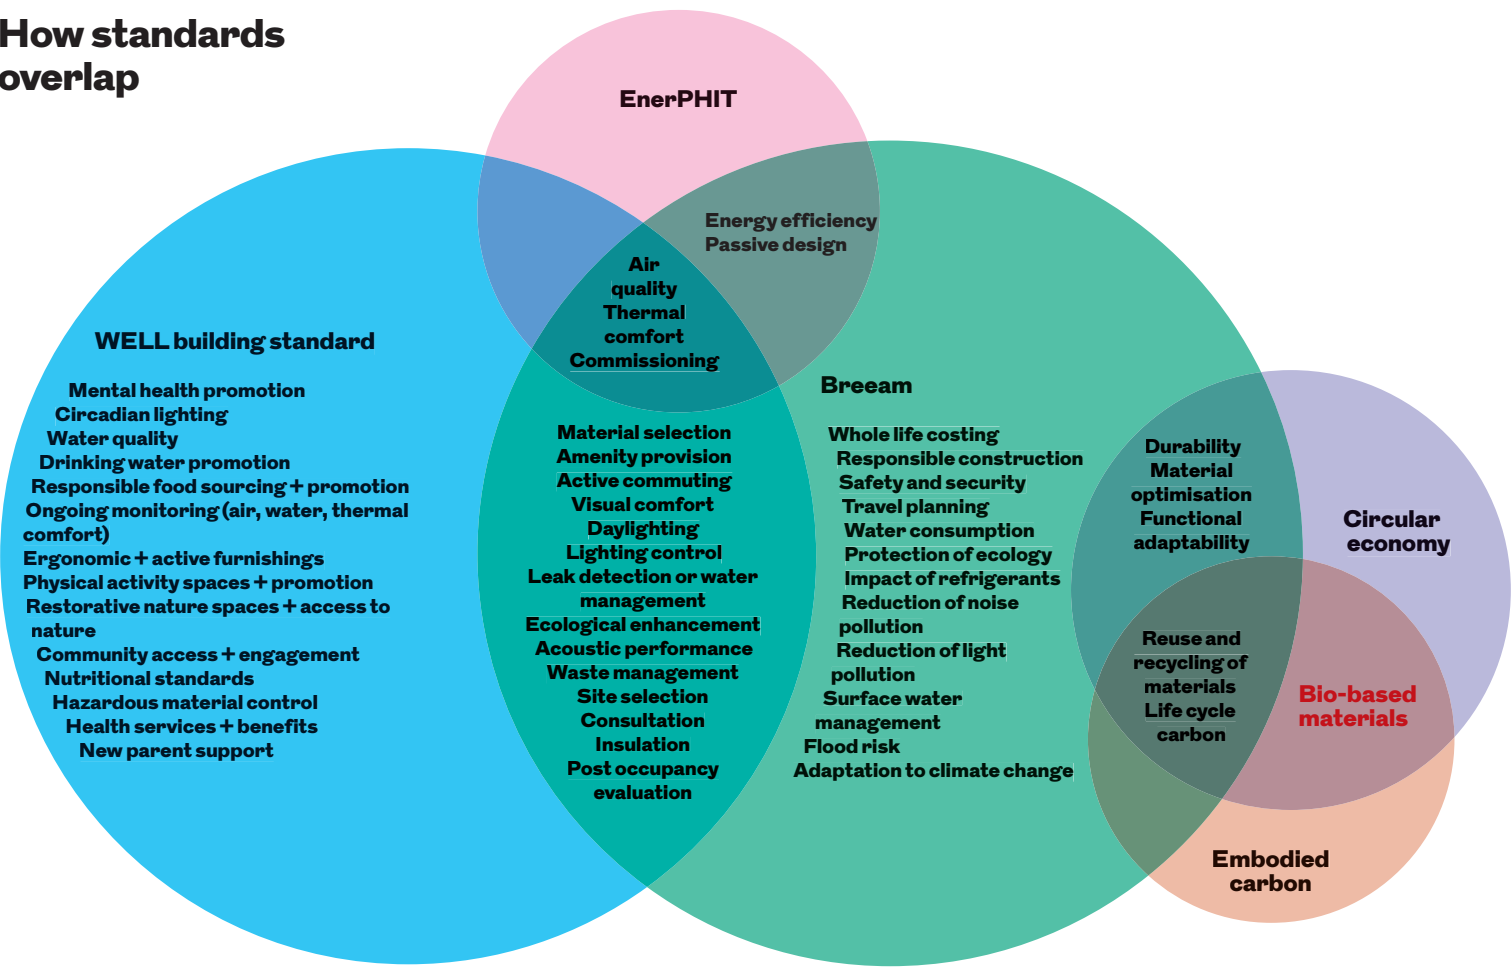 How standards
overlap
EnerPHIT
Energy efficiency
Passive design
Air
quality
Thermal
comfort
Commissioning
WELL building standard
Mental health promotion
Circadian lighting
Water quality
Drinking water promotion
Responsible food sourcing + promotion
Ongoing monitoring (air, water, thermal
comfort)
Ergonomic + active furnishings
Physical activity spaces + promotion
Restorative nature spaces + access to
nature
Community access + engagement
Nutritional standards
Hazardous material control
Health services + benefits
New parent support
Material selection
Amenity provision
Active commuting
Visual comfort
Daylighting
Lighting control
Leak detection or water
management
Ecological enhancement
Acoustic performance
Waste management
Site selection
Consultation
Insulation
Post occupancy
evaluation
Breeam
Whole life costing
Responsible construction
Safety and security
Travel planning
Water consumption
Protection of ecology
Impact of refrigerants
Reduction of noise
pollution
Reduction of light
pollution
Surface water
management
Flood risk
Adaptation to climate change
Durability
Material
optimisation
Functional
adaptability
Circular
economy
Reuse and
recycling of
materials
Life cycle
carbon
Bio-based
materials
Embodied
carbon